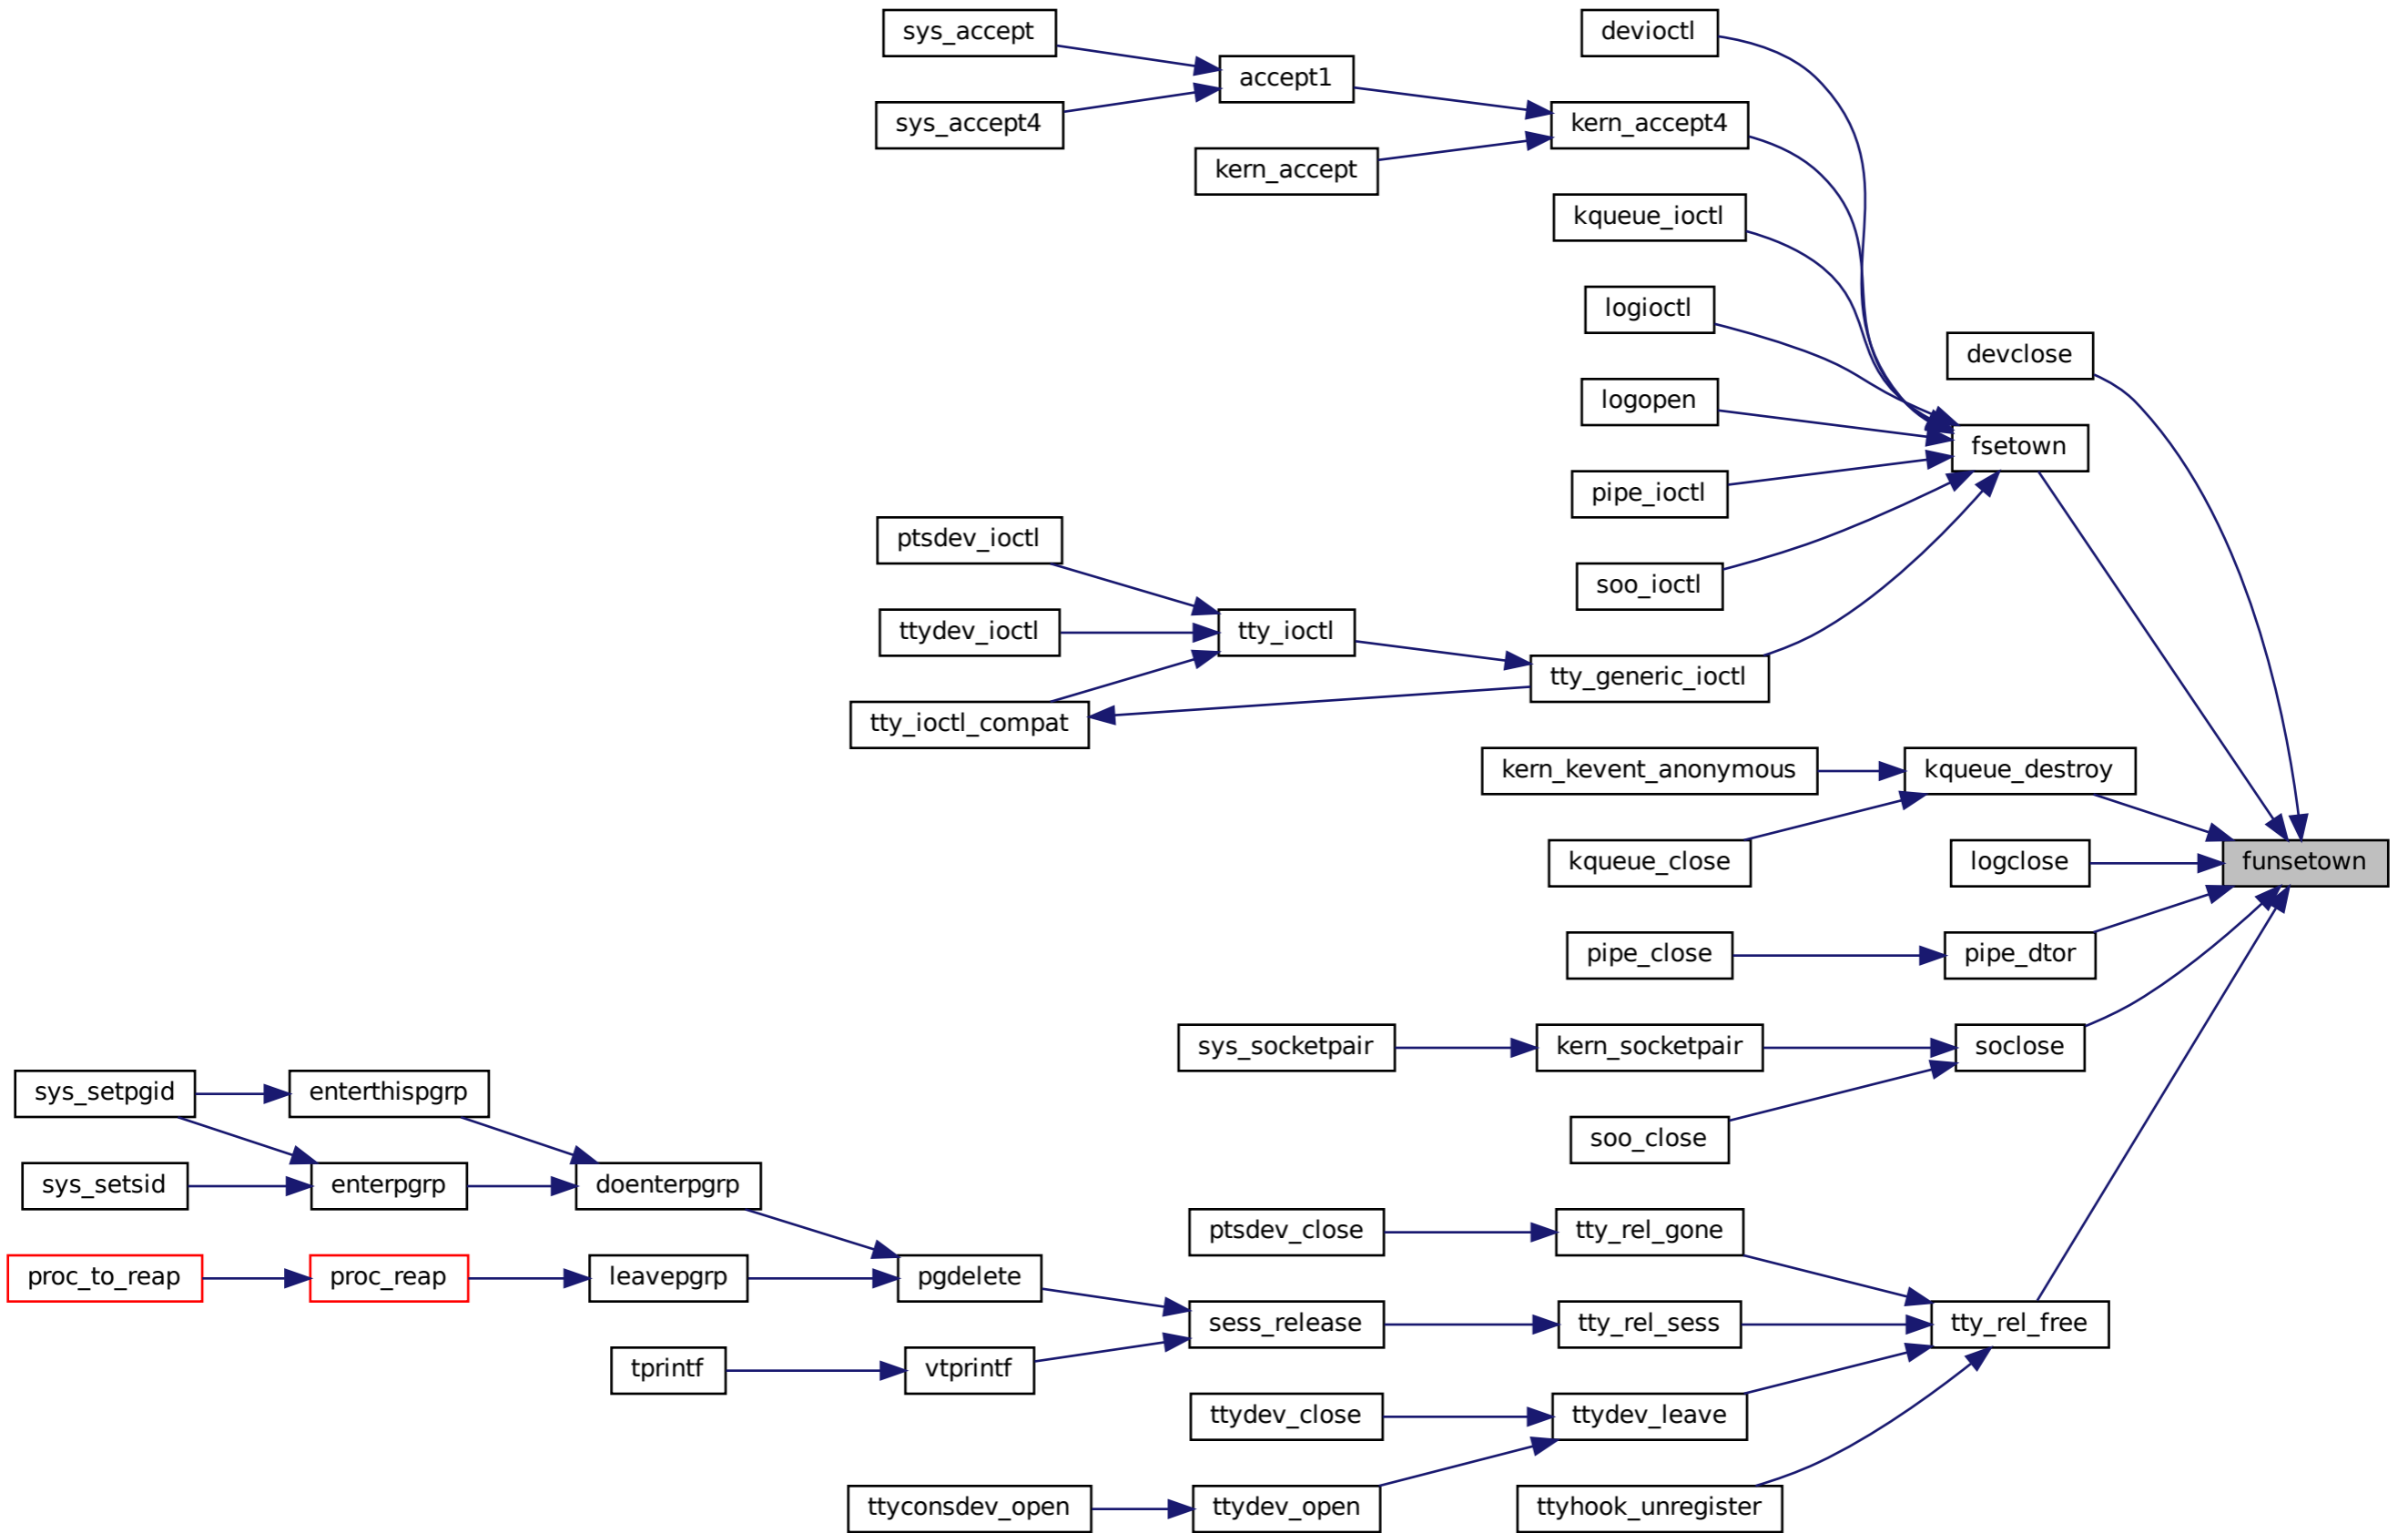 sys_accept
devioctl
accept1
sys_accept4
kern_accept4
kern_accept
kqueue_ioctl
logioctl
devclose
logopen
fsetown
pipe_ioctl
ptsdev_ioctl
soo_ioctl
ttydev_ioctl
tty_ioctl
tty_generic_ioctl
tty_ioctl_compat
kern_kevent_anonymous
kqueue_destroy
kqueue_close
logclose
funsetown
pipe_close
pipe_dtor
sys_socketpair
kern_socketpair
soclose
sys_setpgid
enterthispgrp
soo_close
sys_setsid
enterpgrp
doenterpgrp
ptsdev_close
tty_rel_gone
proc_to_reap
proc_reap
leavepgrp
pgdelete
sess_release
tty_rel_sess
tty_rel_free
tprintf
vtprintf
ttydev_close
ttydev_leave
ttyconsdev_open
ttydev_open
ttyhook_unregister